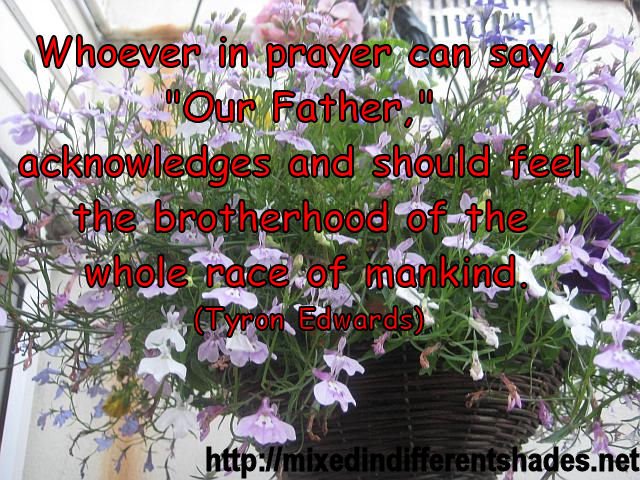 Whoever in prayer can say,
"Our Father,"
acknowledges and should feel
the brotherhood of the
whole race of mankind.
(Tyron Edwards)
http://mixedindifferentshades.net